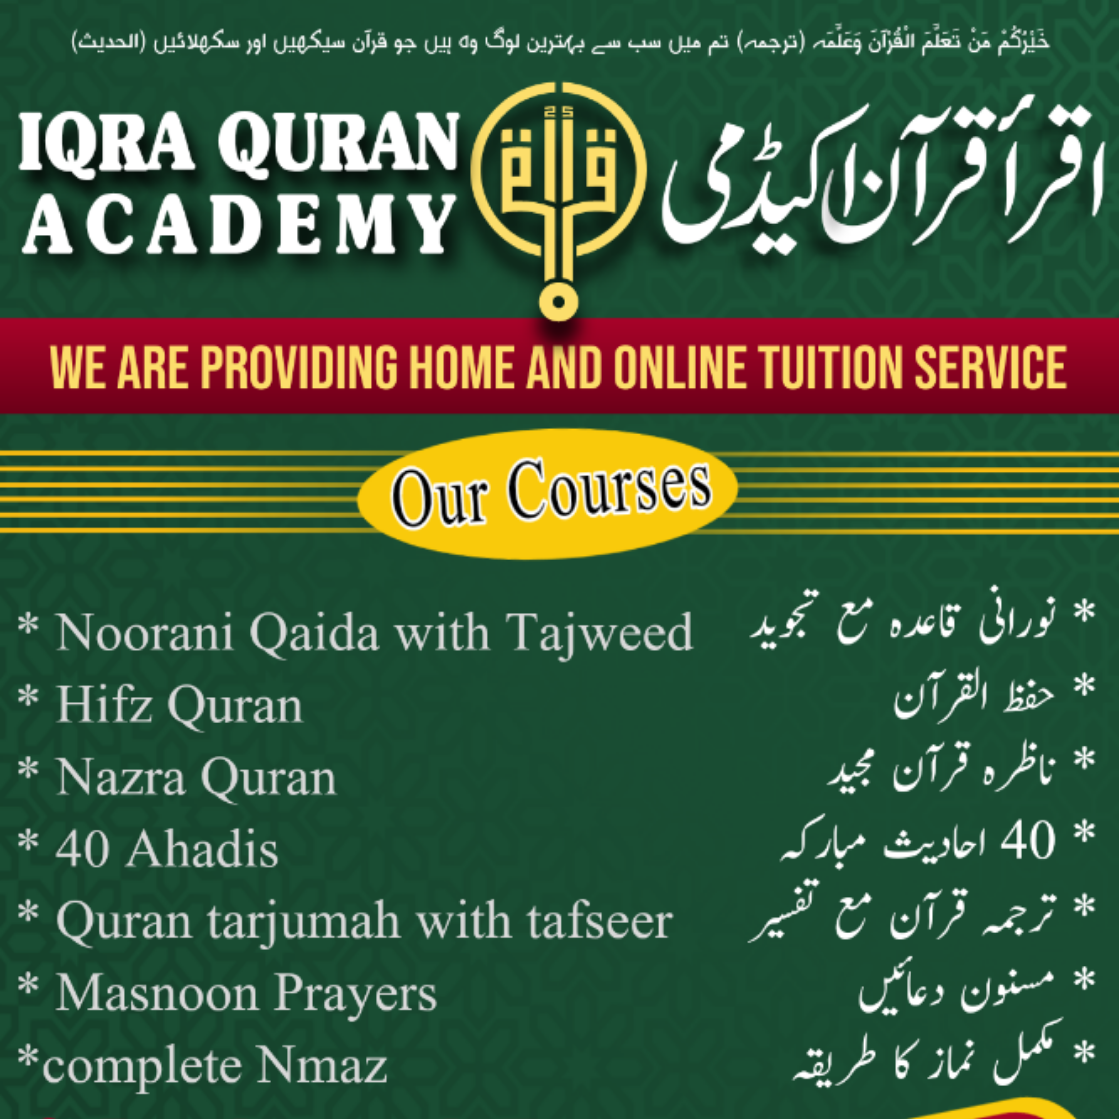 خَيْرُكُمْ مَنْ تَعَلَّمَ الْقُرْآنَ وَعَلَّمَہ (ترجمہ) تم میں سب سے بہترین لوگ وہ ہیں جو قرآن سیکھیں اور سکھلائیں (الحدیث)
IQRA QURAN
ACADEMY
اقرأ قرآن اکیڈمی
WE ARE PROVIDING HOME AND ONLINE TUITION SERVICE
Our Courses
* Noorani Qaida with Tajweed
* نورانی قاعدہ مع تجوید
* Hifz Quran
* حفظ القرآن
* Nazra Quran
* ناظرہ قرآن مجید
* 40 Ahadis
* 40 احادیث مبارکہ
* Quran tarjumah with tafseer
* ترجمہ قرآن مع تفسیر
* Masnoon Prayers
* مسنون دعائیں
*complete Nmaz
* مکمل نماز کا طریقہ